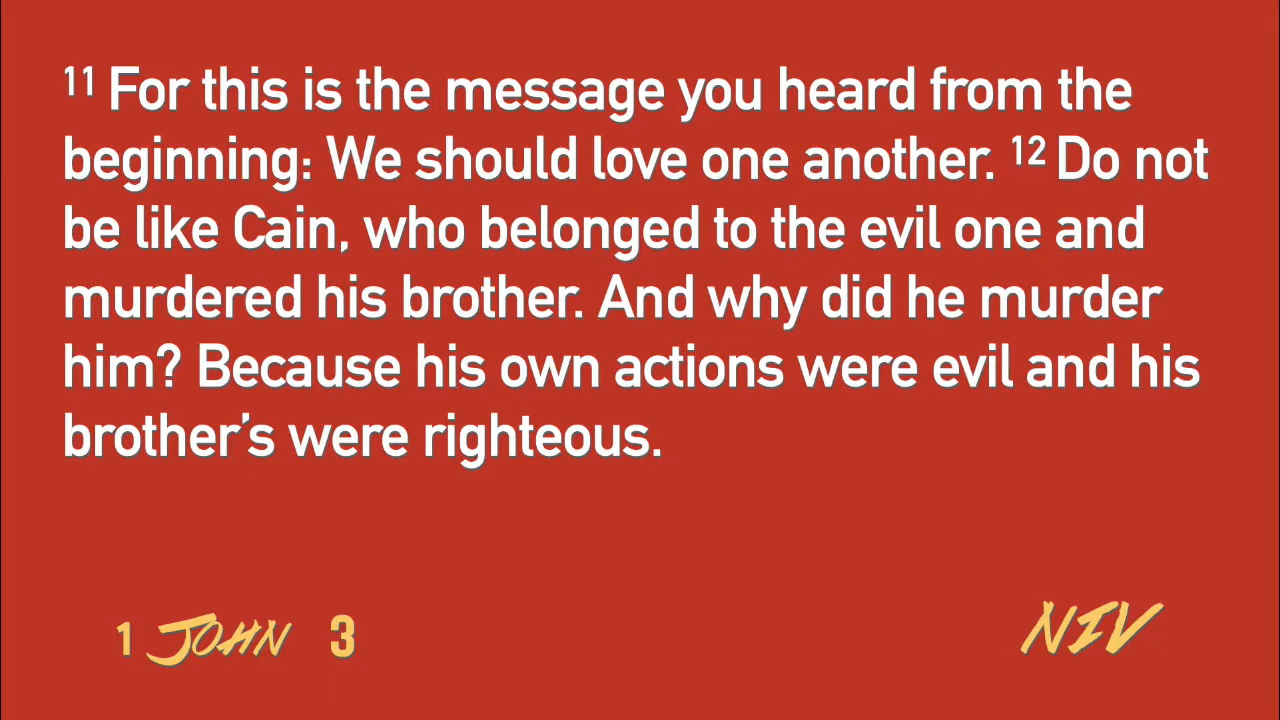 11 For this is the message you heard from the
beginning: We should love one another. 12 Do not
be like Cain, who belonged to the evil one and
murdered his brother. And why did he murder
him? Because his own actions were evil and his
brother’s were righteous.
1 JOHN 3
NIV